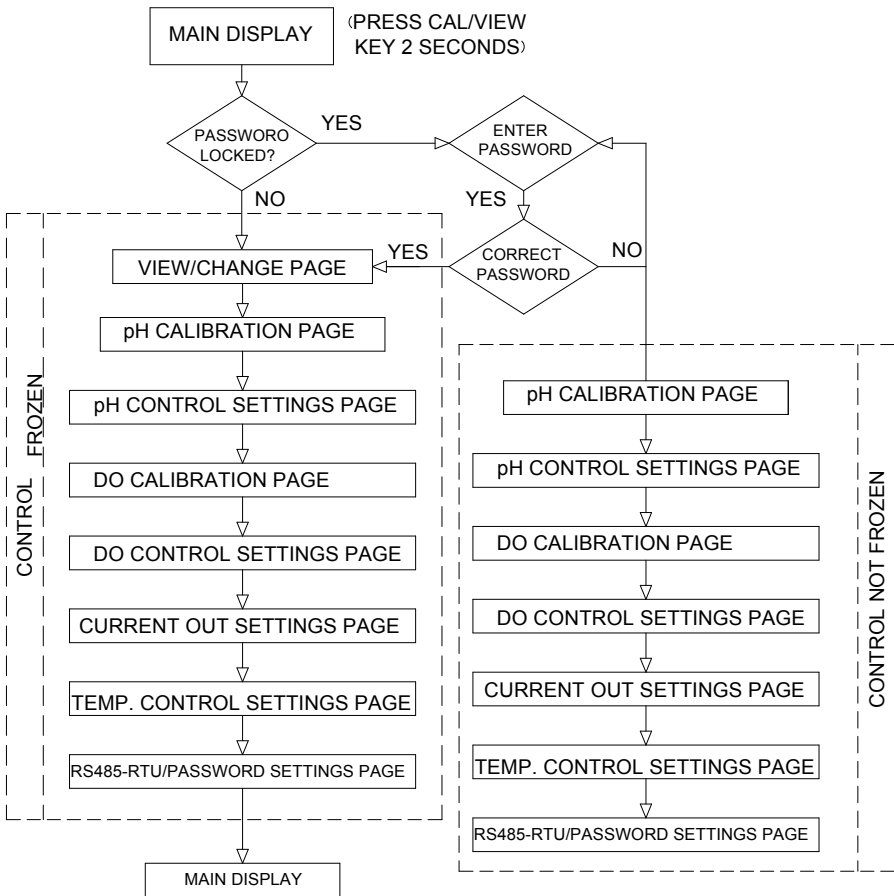 MAIN DISPLAY
(PRESS CAL/VIEW
KEY 2 SECONDS)
PASSWORO
LOCKED?
YES
ENTER
PASSWORD
NO
YES
VIEW/CHANGE PAGE
YES
CORRECT
PASSWORD
NO
pH CALIBRATION PAGE
pH CONTROL SETTINGS PAGE
DO CALIBRATION PAGE
DO CONTROL SETTINGS PAGE
CURRENT OUT SETTINGS PAGE
TEMP. CONTROL SETTINGS PAGE
RS485-RTU/PASSWORD SETTINGS PAGE
MAIN DISPLAY
CONTROL FROZEN
pH CALIBRATION PAGE
pH CONTROL SETTINGS PAGE
DO CALIBRATION PAGE
DO CONTROL SETTINGS PAGE
CURRENT OUT SETTINGS PAGE
TEMP. CONTROL SETTINGS PAGE
RS485-RTU/PASSWORD SETTINGS PAGE
CONTROL NOT FROZEN